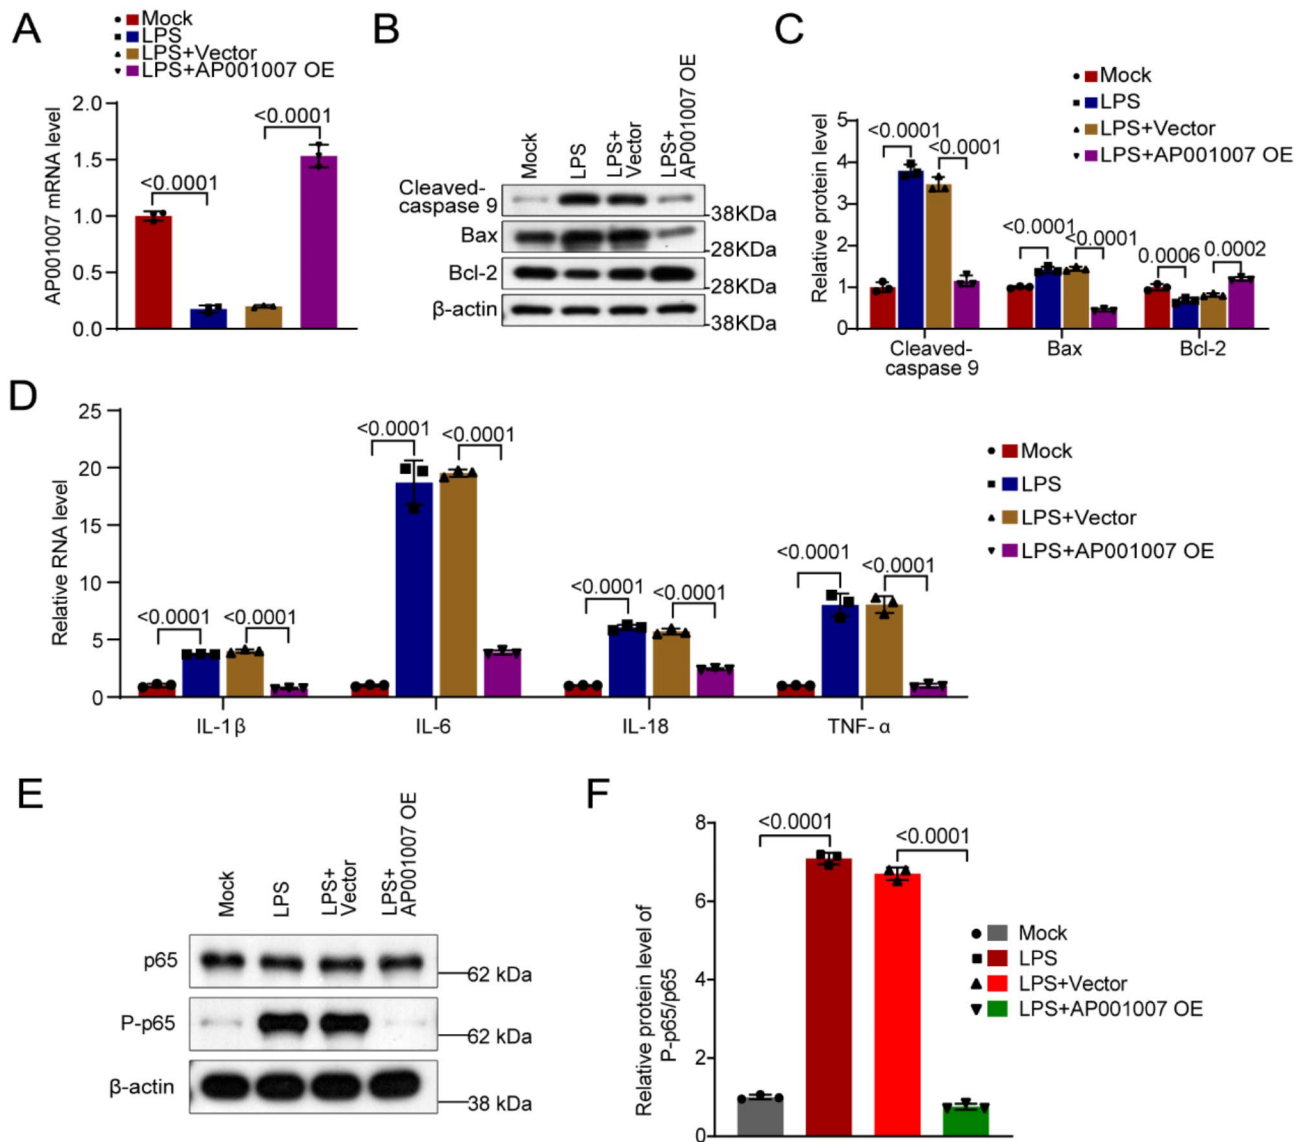 A
Mock
LPS
LPS+Vector
LPS+AP001007 OE
AP001007 mRNA level
2.0
1.5
1.0
0.5
0.0
<0.0001
<0.0001
B
Mock
LPS
LPS+
Vector
LPS+
AP001007 OE
Cleaved-
caspase 9
38KDa
Bax
28KDa
Bcl-2
28KDa
β-actin
38KDa
C
Mock
LPS
LPS+Vector
LPS+AP001007 OE
Relative protein level
5
4
3
2
1
0
<0.0001
<0.0001
<0.0001
<0.0001
0.0006
0.0002
Cleaved-
caspase 9
Bax
Bcl-2
D
Relative RNA level
25
20
15
10
5
0
<0.0001
<0.0001
<0.0001
<0.0001
<0.0001
<0.0001
<0.0001
<0.0001
IL-1β
IL-6
IL-18
TNF- α
Mock
LPS
LPS+Vector
LPS+AP001007 OE
E
Mock
LPS
LPS+
Vector
LPS+
AP001007 OE
p65
62 kDa
P-p65
62 kDa
β-actin
38 kDa
F
Relative protein level of
P-p65/p65
8
6
4
2
0
<0.0001
<0.0001
Mock
LPS
LPS+Vector
LPS+AP001007 OE